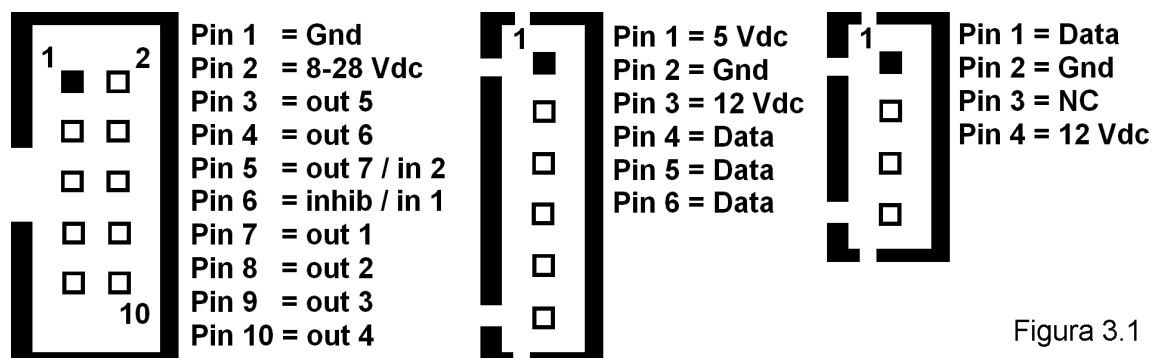 1 2
10
Pin 1 = Gnd
Pin 2 = 8-28 Vdc
Pin 3 = out 5
Pin 4 = out 6
Pin 5 = out 7 / in 2
Pin 6 = inhib / in 1
Pin 7 = out 1
Pin 8 = out 2
Pin 9 = out 3
Pin 10 = out 4
1
Pin 1 = 5 Vdc
Pin 2 = Gnd
Pin 3 = 12 Vdc
Pin 4 = Data
Pin 5 = Data
Pin 6 = Data
1
Pin 1 = Data
Pin 2 = Gnd
Pin 3 = NC
Pin 4 = 12 Vdc
Figura 3.1